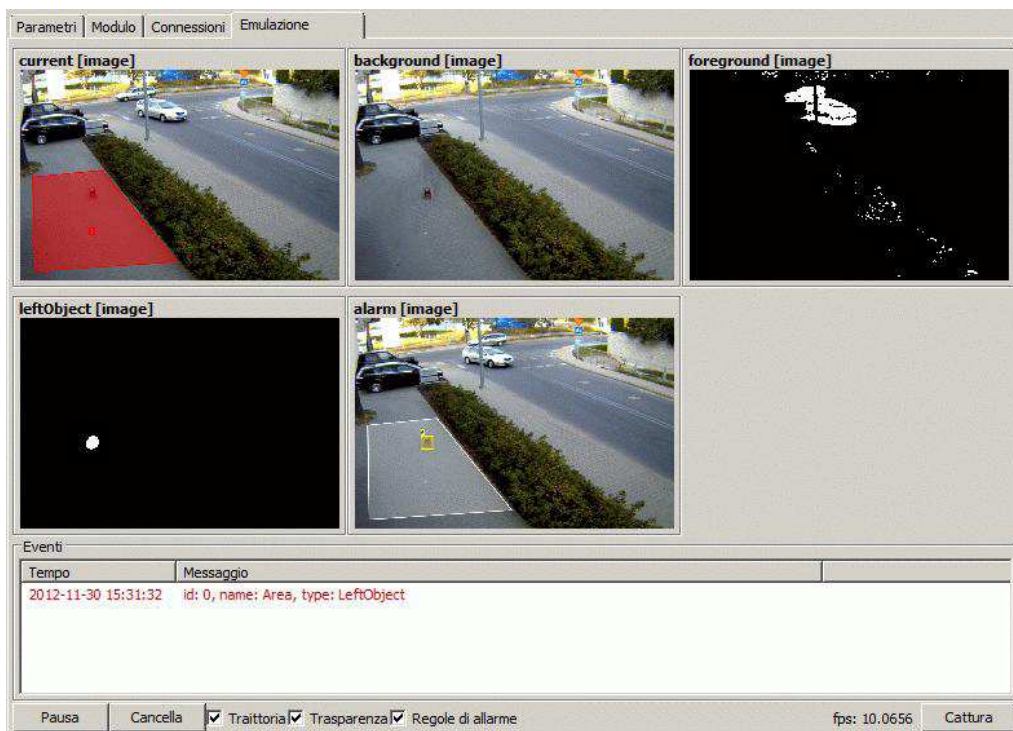 Parametri Modulo Connessioni Emulazione
current [image] background [image] foreground [image]
0
leftObject [image] alarm [image]
Eventi
Tempo Messaggio
2012-11-30 15:31:32 id: 0, name: Area, type: LeftObject
Pausa Cancella Traittoria Trasparenza Regole di allarme fps: 10.0656 Cattura